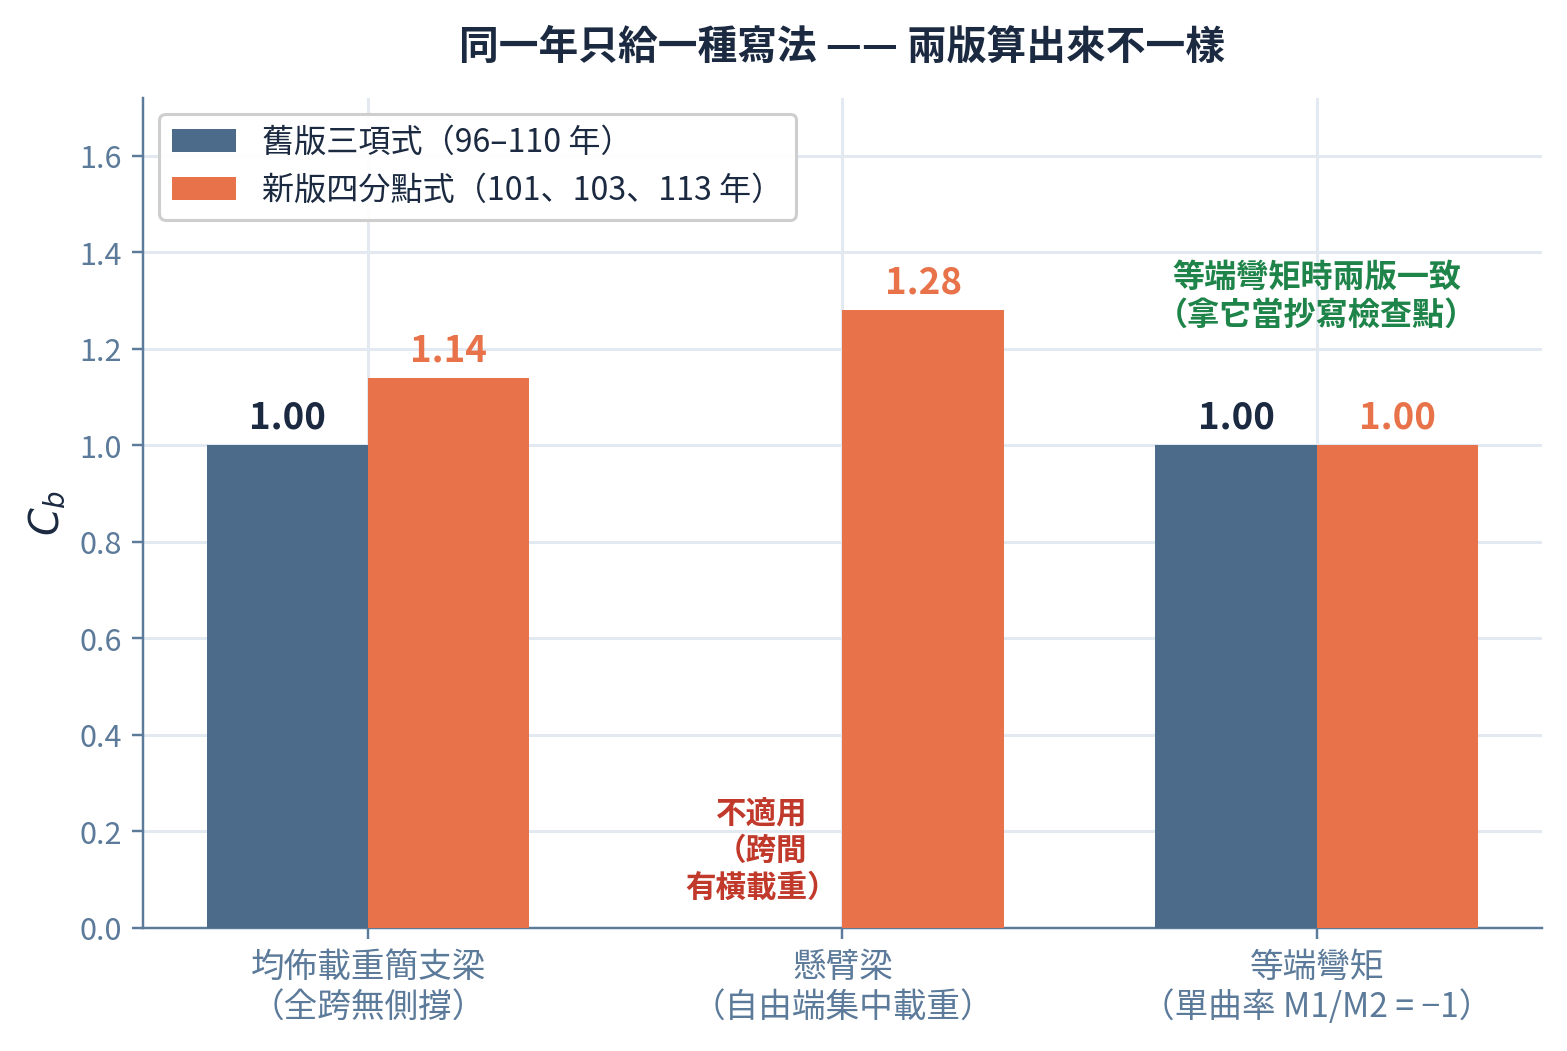 同一年只給一種寫法 —— 兩版算出來不一樣
舊版三項式（96–110 年）
新版四分點式（101、103、113 年）
1.6
1.4
1.2
1.0
0.8
0.6
0.4
0.2
0.0
C_b
1.00
1.14
1.28
等端彎矩時兩版一致
（拿它當抄寫檢查點）
1.00
1.00
不適用
（跨間
有橫載重）
均佈載重簡支梁
（全跨無側撐）
懸臂梁
（自由端集中載重）
等端彎矩
（單曲率 M1/M2 = −1）